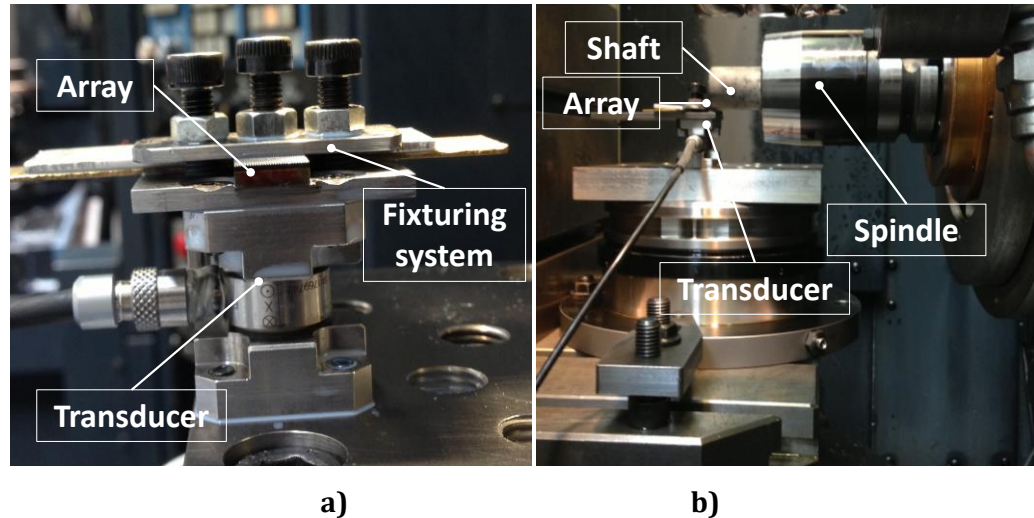 Array
Fixturing
system
Transducer
Shaft
Array
Spindle
Transducer
a)
b)